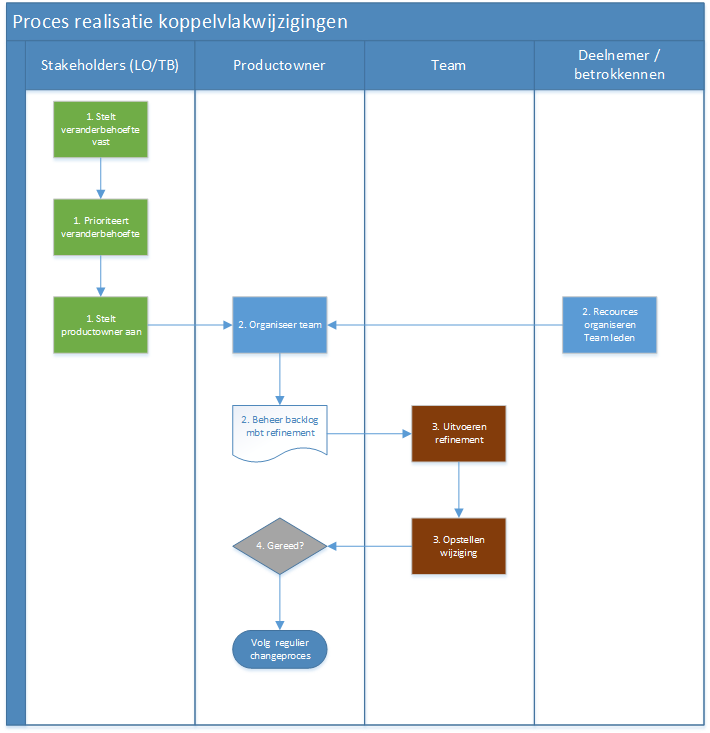 Proces realisatie koppelvlakwijzigingen
Stakeholders (LO/TB)
Productowner
Team
Deelnemer /
betrokkennen
1. Stelt
veranderbehoefte
vast
1. Prioriteert
veranderbehoefte
1. Stelt
productowner aan
2. Organiseer team
2. Recources
organiseren
Team leden
2. Beheer backlog
mbt refinement
3. Uitvoeren
refinement
4. Gereed?
3. Opstellen
wijziging
Volg regulier
changeproces